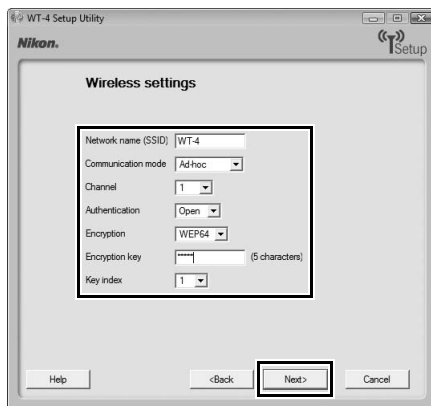 WT-4 Setup Utility
Nikon.
Setup
Wireless settings
Network name (SSID) WT-4
Communication mode Ad-hoc
Channel 1
Authentication Open
Encryption WEP64
Encryption key ***** (5 characters)
Key index 1
Help <Back Next> Cancel